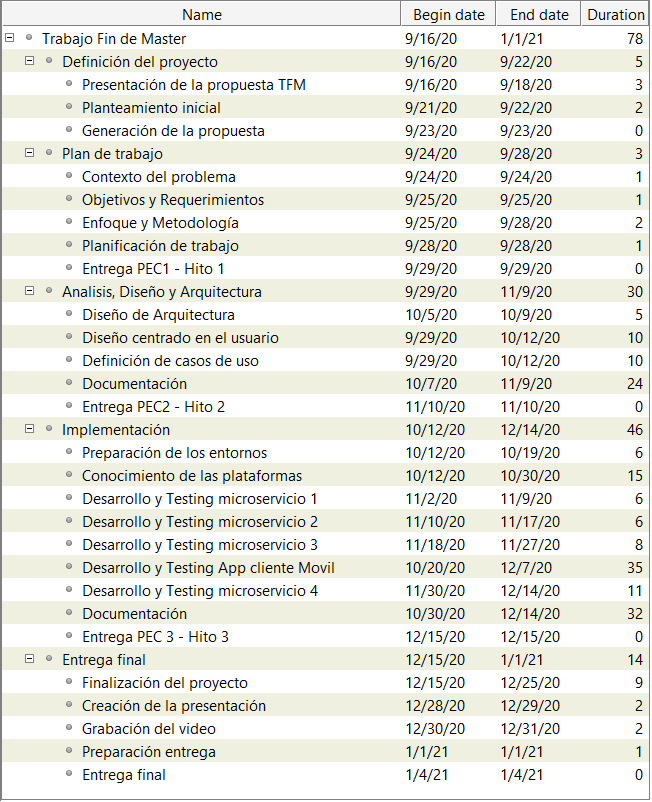 Name Begin date End date Duration
Trabajo Fin de Master 9/16/20 1/1/21 78
Definición del proyecto 9/16/20 9/22/20 5
Presentación de la propuesta TFM 9/16/20 9/18/20 3
Planteamiento inicial 9/21/20 9/22/20 2
Generación de la propuesta 9/23/20 9/23/20 0
Plan de trabajo 9/24/20 9/28/20 3
Contexto del problema 9/24/20 9/24/20 1
Objetivos y Requerimientos 9/25/20 9/25/20 1
Enfoque y Metodología 9/25/20 9/28/20 2
Planificación de trabajo 9/28/20 9/28/20 1
Entrega PEC1 - Hito 1 9/29/20 9/29/20 0
Analisis, Diseño y Arquitectura 9/29/20 11/9/20 30
Diseño de Arquitectura 10/5/20 10/9/20 5
Diseño centrado en el usuario 9/29/20 10/12/20 10
Definición de casos de uso 9/29/20 10/12/20 10
Documentación 10/7/20 11/9/20 24
Entrega PEC2 - Hito 2 11/10/20 11/10/20 0
Implementación 10/12/20 12/14/20 46
Preparación de los entornos 10/12/20 10/19/20 6
Conocimiento de las plataformas 10/12/20 10/30/20 15
Desarrollo y Testing microservicio 1 11/2/20 11/9/20 6
Desarrollo y Testing microservicio 2 11/10/20 11/17/20 6
Desarrollo y Testing microservicio 3 11/18/20 11/27/20 8
Desarrollo y Testing App cliente Movil 10/20/20 12/7/20 35
Desarrollo y Testing microservicio 4 11/30/20 12/14/20 11
Documentación 10/30/20 12/14/20 32
Entrega PEC 3 - Hito 3 12/15/20 12/15/20 0
Entrega final 12/15/20 1/1/21 14
Finalización del proyecto 12/15/20 12/25/20 9
Creación de la presentación 12/28/20 12/29/20 2
Grabación del video 12/30/20 12/31/20 2
Preparación entrega 1/1/21 1/1/21 1
Entrega final 1/4/21 1/4/21 0